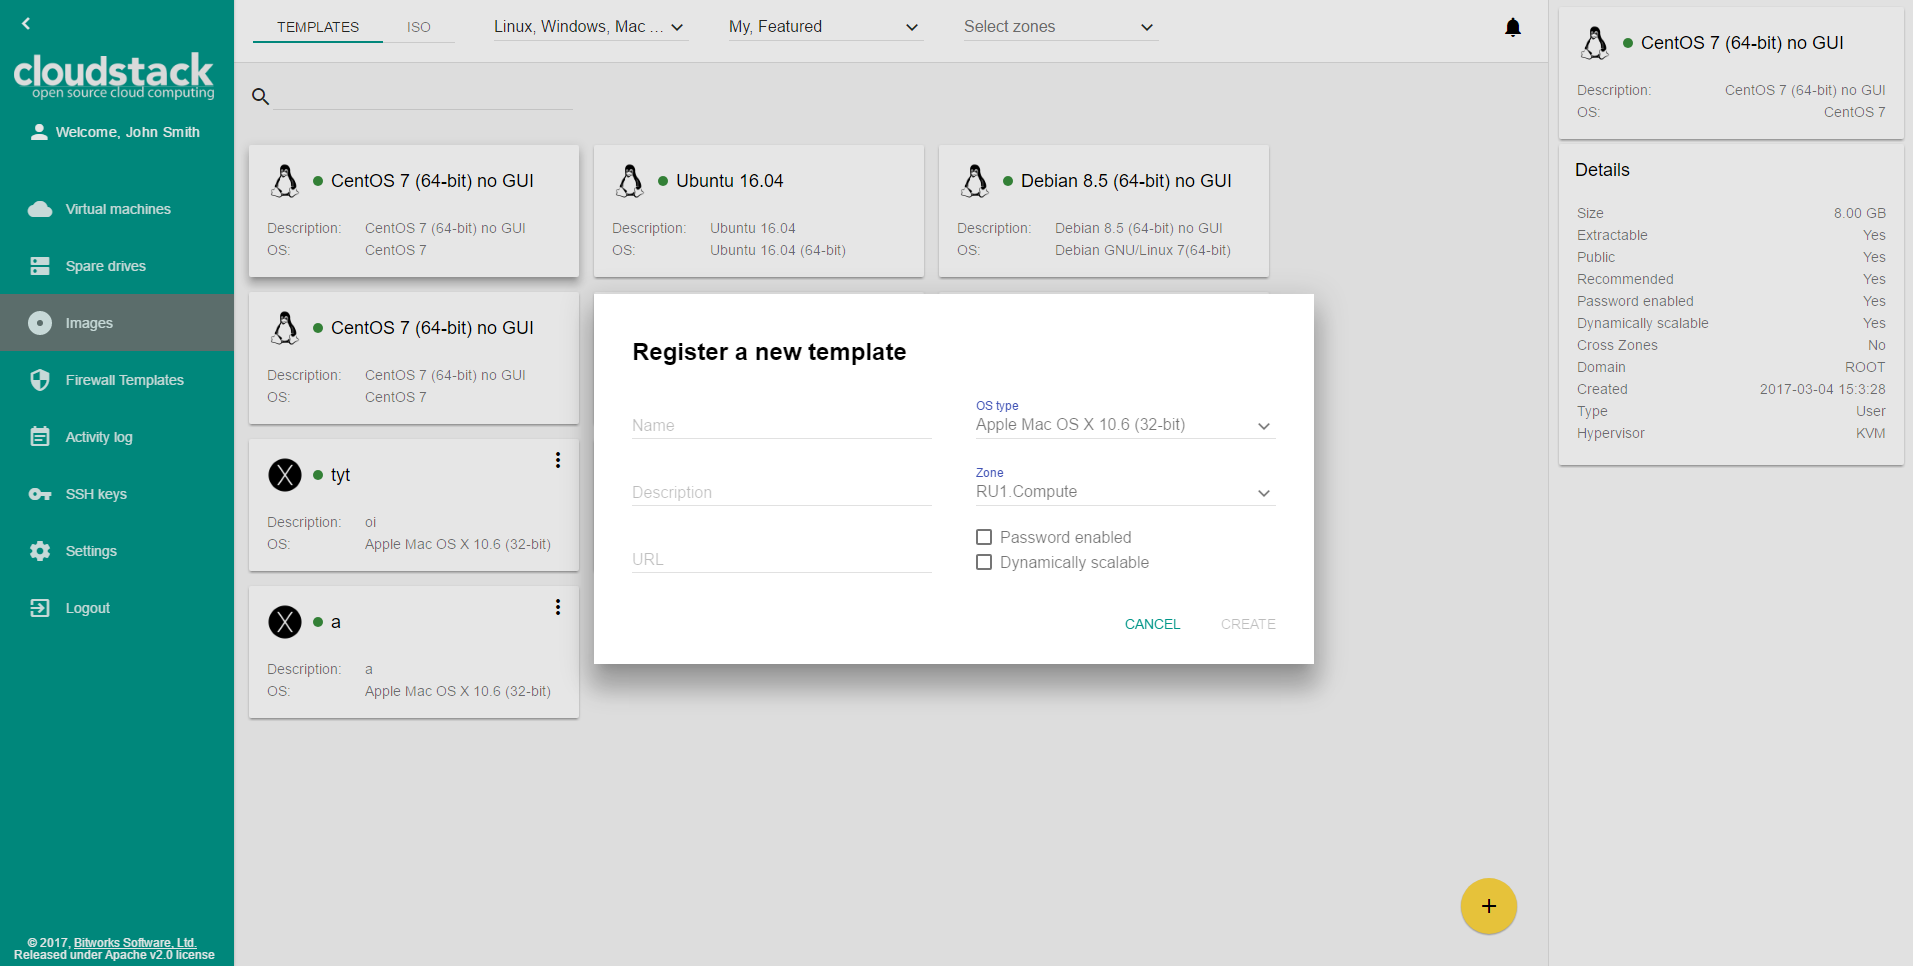 cloudstack
open source cloud computing
Welcome, John Smith
Virtual machines
Spare drives
Images
Firewall Templates
Activity log
SSH keys
Settings
Logout
© 2017, Bitworks Software, Ltd.
Released under Apache v2.0 license
TEMPLATES ISO Linux, Windows, Mac ... My, Featured Select zones
CentOS 7 (64-bit) no GUI
Description: CentOS 7 (64-bit) no GUI
OS: CentOS 7
Ubuntu 16.04
Description: Ubuntu 16.04
OS: Ubuntu 16.04 (64-bit)
Debian 8.5 (64-bit) no GUI
Description: Debian 8.5 (64-bit) no GUI
OS: Debian GNU/Linux 7(64-bit)
CentOS 7 (64-bit) no GUI
Description: CentOS 7 (64-bit) no GUI
OS: CentOS 7
X
tyt
Description: oi
OS: Apple Mac OS X 10.6 (32-bit)
X
a
Description: a
OS: Apple Mac OS X 10.6 (32-bit)
Register a new template
Name
Description
URL
OS type
Apple Mac OS X 10.6 (32-bit)
Zone
RU1.Compute
Password enabled
Dynamically scalable
CANCEL CREATE
CentOS 7 (64-bit) no GUI
Description: CentOS 7 (64-bit) no GUI
OS: CentOS 7
Details
Size 8.00 GB
Extractable Yes
Public Yes
Recommended Yes
Password enabled Yes
Dynamically scalable Yes
Cross Zones No
Domain ROOT
Created 2017-03-04 15:3:28
Type User
Hypervisor KVM